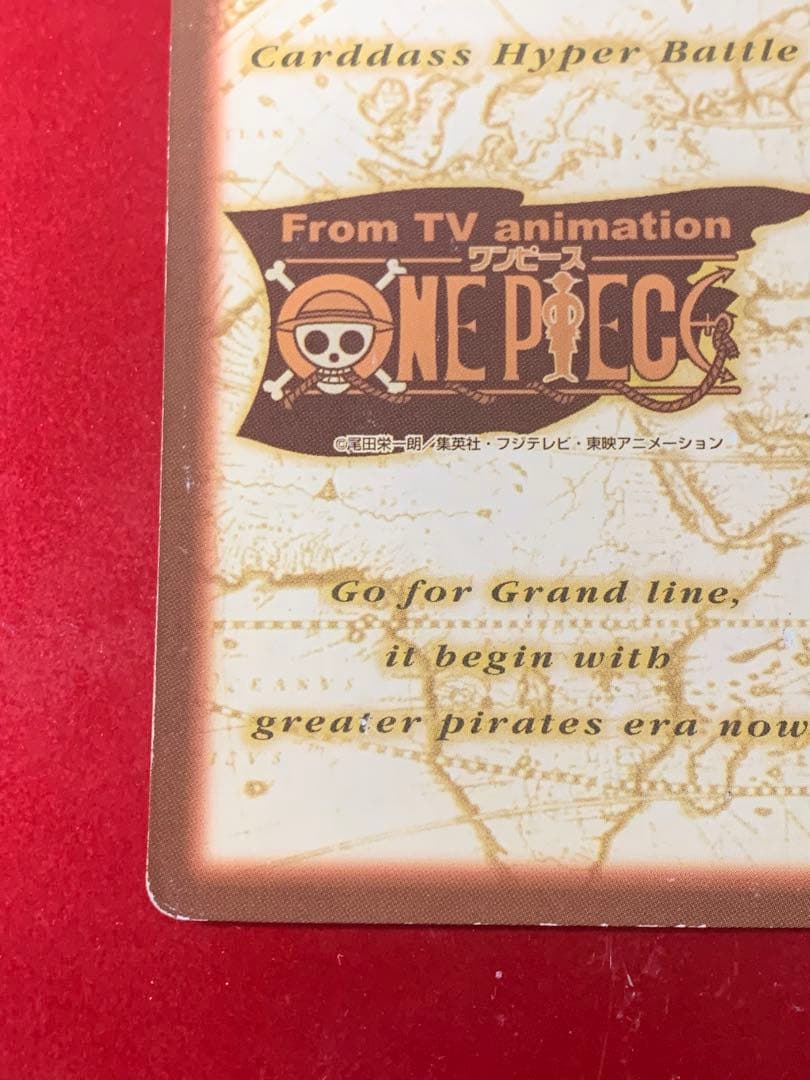 Carddass Hyper Battle
From TV animation
ワンピース
ONE PIECE
©尾田栄一朗/集英社・フジテレビ・東映アニメーション
Go for Grand line,
it begin with
greater pirates era now